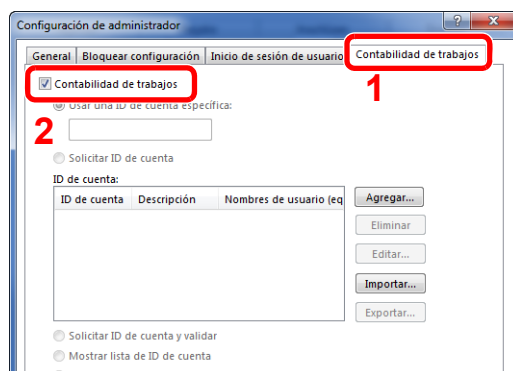 Configuración de administrador
General Bloquear configuración Inicio de sesión de usuario Contabilidad de trabajos
1
Contabilidad de trabajos
Usar una ID de cuenta específica:
2
Solicitar ID de cuenta
ID de cuenta:
ID de cuenta Descripción Nombres de usuario (eq
Agregar...
Eliminar
Editar...
Importar...
Exportar...
Solicitar ID de cuenta y validar
Mostrar lista de ID de cuenta